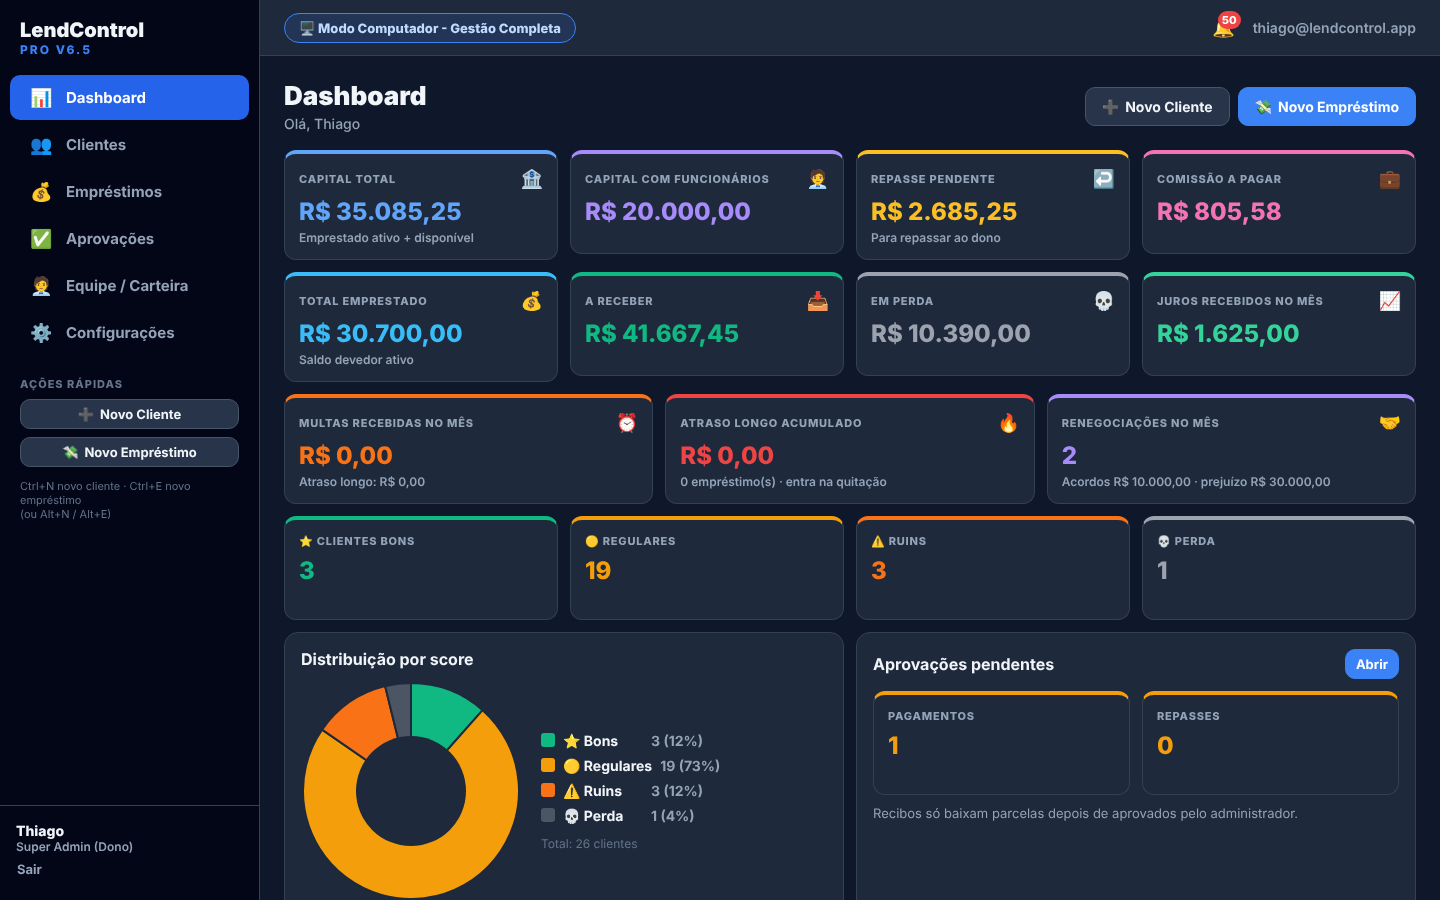 LendControl
PRO V6.5
Dashboard
Clientes
Empréstimos
Aprovações
Equipe / Carteira
Configurações
AÇÕES RÁPIDAS
Novo Cliente
Novo Empréstimo
Ctrl+N novo cliente · Ctrl+E novo
empréstimo
(ou Alt+N / Alt+E)
Thiago
Super Admin (Dono)
Sair
Modo Computador - Gestão Completa
50
thiago@lendcontrol.app
Dashboard
Olá, Thiago
Novo Cliente
Novo Empréstimo
CAPITAL TOTAL
R$ 35.085,25
Emprestado ativo + disponível
CAPITAL COM FUNCIONÁRIOS
R$ 20.000,00
REPASSE PENDENTE
R$ 2.685,25
Para repassar ao dono
COMISSÃO A PAGAR
R$ 805,58
TOTAL EMPRESTADO
R$ 30.700,00
Saldo devedor ativo
A RECEBER
R$ 41.667,45
EM PERDA
R$ 10.390,00
JUROS RECEBIDOS NO MÊS
R$ 1.625,00
MULTAS RECEBIDAS NO MÊS
R$ 0,00
Atraso longo: R$ 0,00
ATRASO LONGO ACUMULADO
R$ 0,00
0 empréstimo(s) · entra na quitação
RENEGOCIAÇÕES NO MÊS
2
Acordos R$ 10.000,00 · prejuízo R$ 30.000,00
CLIENTES BONS
3
REGULARES
19
RUINS
3
PERDA
1
Distribuição por score
Bons 3 (12%)
Regulares 19 (73%)
Ruins 3 (12%)
Perda 1 (4%)
Total: 26 clientes
Aprovações pendentes
Abrir
PAGAMENTOS
1
REPASSES
0
Recibos só baixam parcelas depois de aprovados pelo administrador.